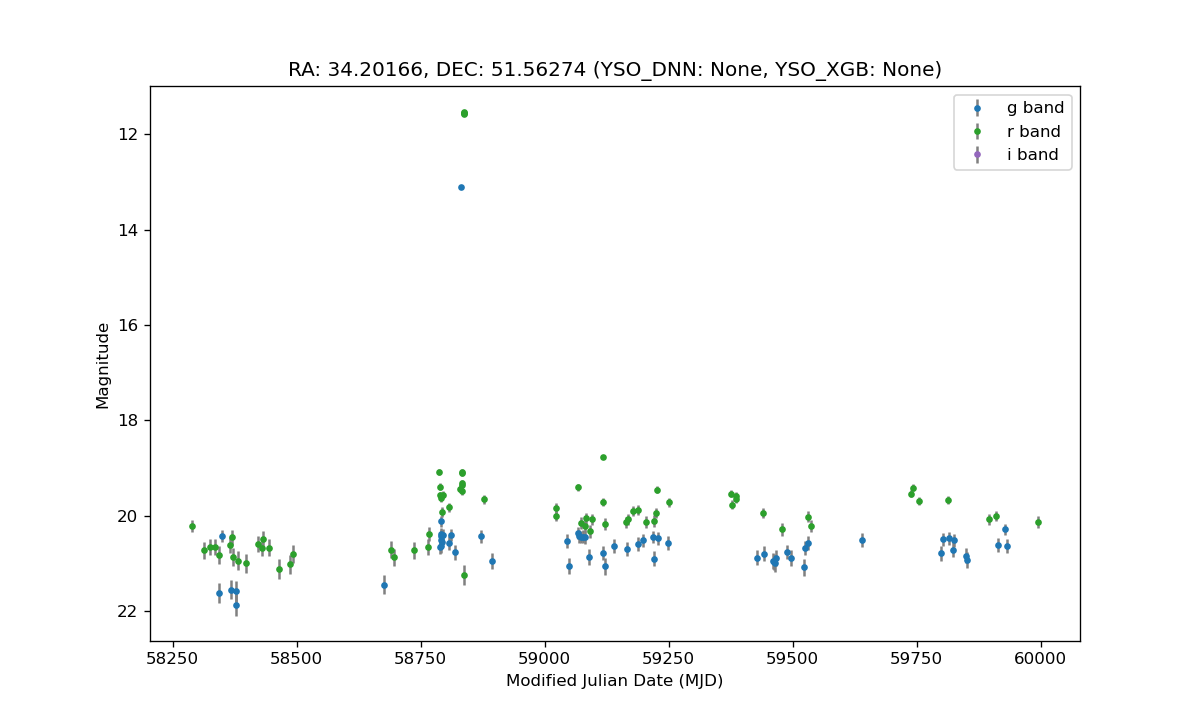 RA: 34.20166, DEC: 51.56274 (YSO_DNN: None, YSO_XGB: None)
g band
r band
i band
12
14
16
18
20
22
Magnitude
58250 58500 58750 59000 59250 59500 59750 60000
Modified Julian Date (MJD)